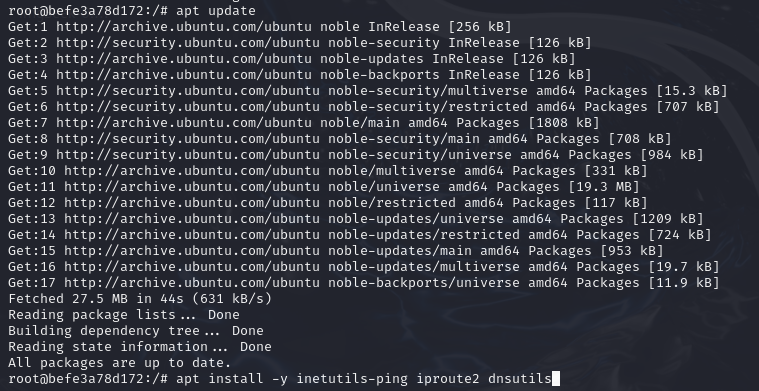 root@befe3a78d172:/# apt update
Get:1 http://archive.ubuntu.com/ubuntu noble InRelease [256 kB]
Get:2 http://security.ubuntu.com/ubuntu noble-security InRelease [126 kB]
Get:3 http://archive.ubuntu.com/ubuntu noble-updates InRelease [126 kB]
Get:4 http://archive.ubuntu.com/ubuntu noble-backports InRelease [126 kB]
Get:5 http://security.ubuntu.com/ubuntu noble-security/multiverse amd64 Packages [15.3 kB]
Get:6 http://security.ubuntu.com/ubuntu noble-security/restricted amd64 Packages [707 kB]
Get:7 http://archive.ubuntu.com/ubuntu noble/main amd64 Packages [1808 kB]
Get:8 http://security.ubuntu.com/ubuntu noble-security/main amd64 Packages [708 kB]
Get:9 http://security.ubuntu.com/ubuntu noble-security/universe amd64 Packages [984 kB]
Get:10 http://archive.ubuntu.com/ubuntu noble/multiverse amd64 Packages [331 kB]
Get:11 http://archive.ubuntu.com/ubuntu noble/universe amd64 Packages [19.3 MB]
Get:12 http://archive.ubuntu.com/ubuntu noble/restricted amd64 Packages [117 kB]
Get:13 http://archive.ubuntu.com/ubuntu noble-updates/universe amd64 Packages [1209 kB]
Get:14 http://archive.ubuntu.com/ubuntu noble-updates/restricted amd64 Packages [724 kB]
Get:15 http://archive.ubuntu.com/ubuntu noble-updates/main amd64 Packages [953 kB]
Get:16 http://archive.ubuntu.com/ubuntu noble-updates/multiverse amd64 Packages [19.7 kB]
Get:17 http://archive.ubuntu.com/ubuntu noble-backports/universe amd64 Packages [11.9 kB]
Fetched 27.5 MB in 44s (631 kB/s)
Reading package lists... Done
Building dependency tree... Done
Reading state information... Done
All packages are up to date.
root@befe3a78d172:/# apt install -y inetutils-ping iproute2 dnsutils